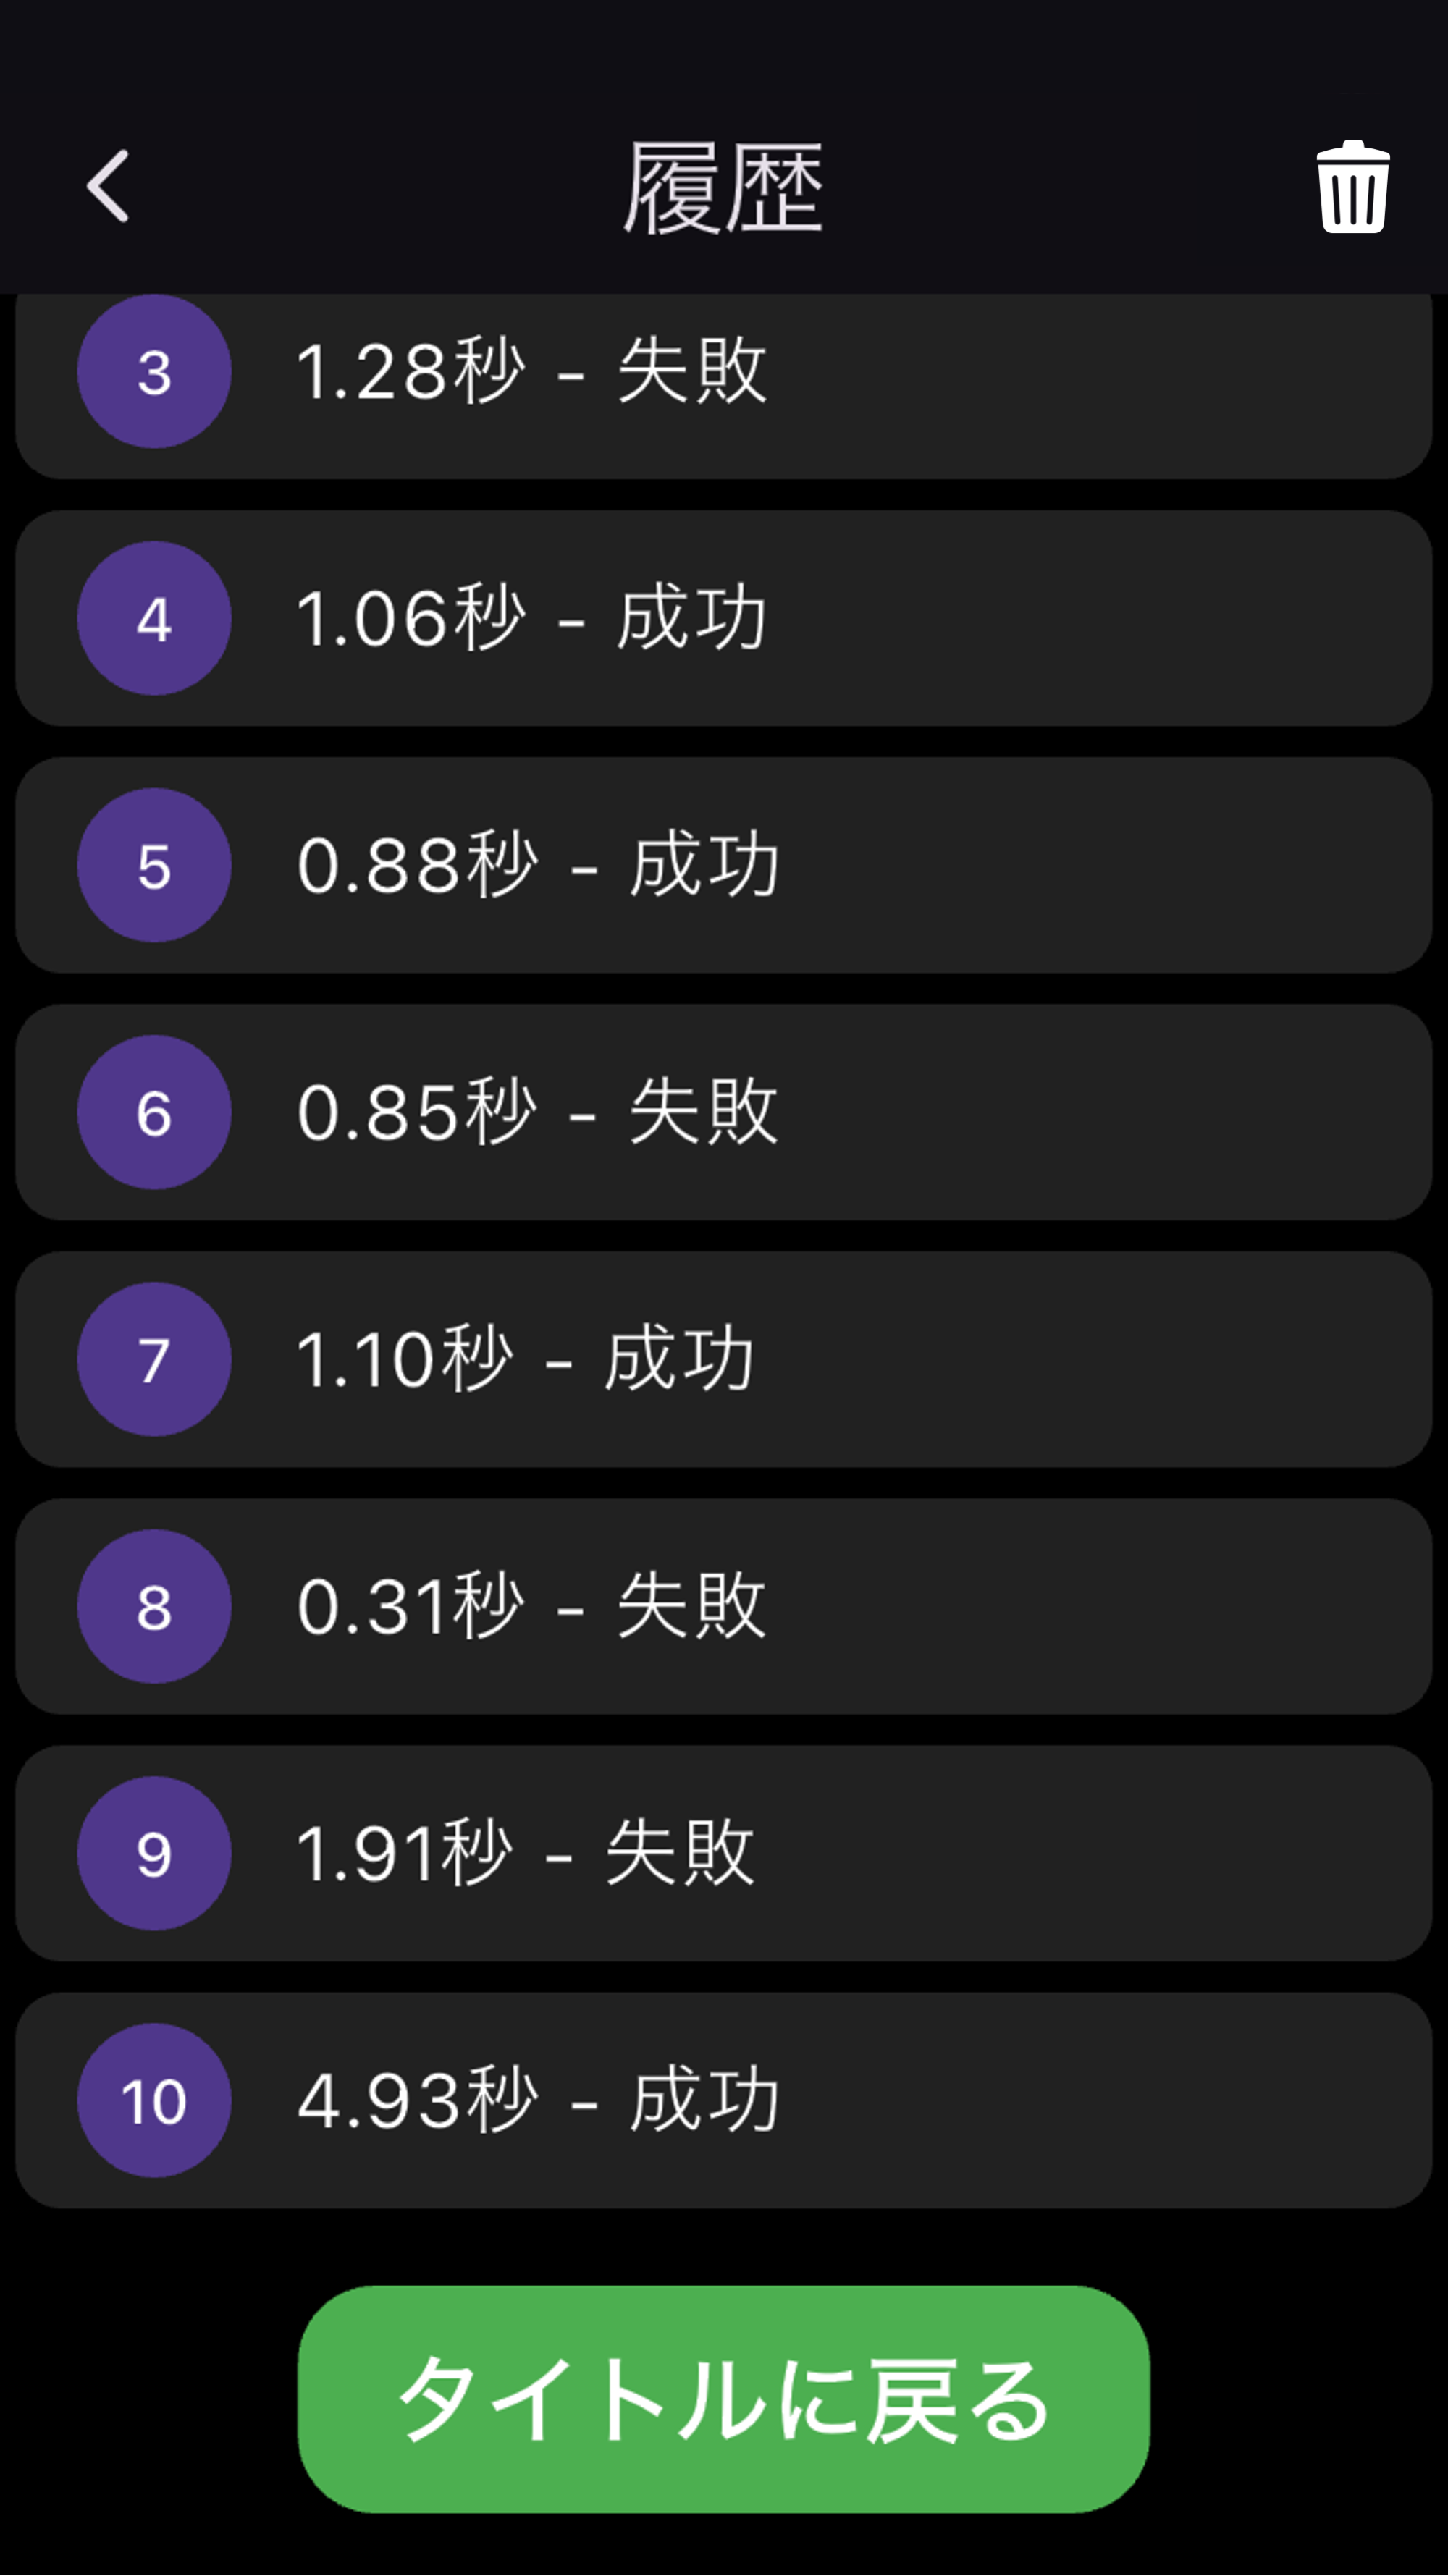 履歴
3 1.28秒 - 失敗
4 1.06秒 - 成功
5 0.88秒 - 成功
6 0.85秒 - 失敗
7 1.10秒 - 成功
8 0.31秒 - 失敗
9 1.91秒 - 失敗
10 4.93秒 - 成功
タイトルに戻る